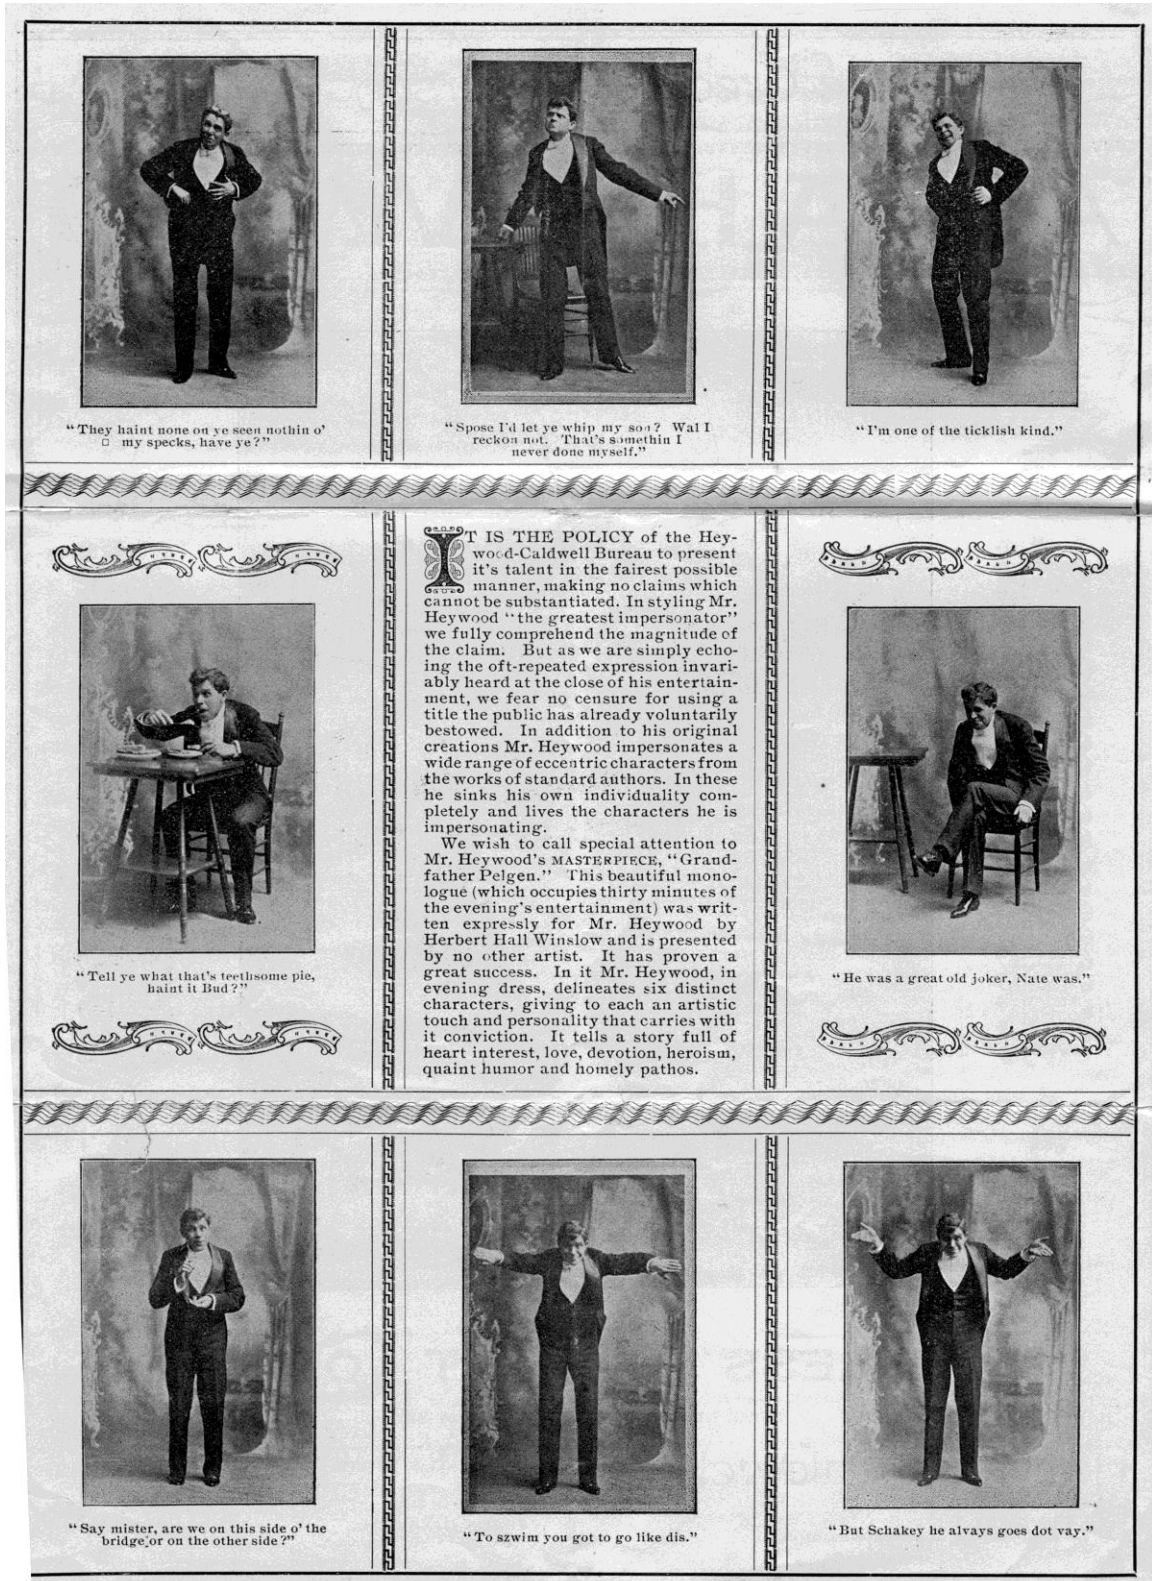 “They haint none on ye seen nothin o’
my specks, have ye?”
“Spose I’d let ye whip my son? Wal I
reckon not. That’s somethin I
never done myself.”
“I’m one of the ticklish kind.”
“Tell ye what that’s teethsome pie,
haint it Bud?”
IT IS THE POLICY of the Hey-
wood-Caldwell Bureau to present
it’s talent in the fairest possible
manner, making no claims which
cannot be substantiated. In styling Mr.
Heywood “the greatest impersonator”
we fully comprehend the magnitude of
the claim. But as we are simply echo-
ing the oft-repeated expression invari-
ably heard at the close of his entertain-
ment, we fear no censure for using a
title the public has already voluntarily
bestowed. In addition to his original
creations Mr. Heywood impersonates a
wide range of eccentric characters from
the works of standard authors. In these
he sinks his own individuality com-
pletely and lives the characters he is
impersonating.
We wish to call special attention to
Mr. Heywood’s MASTERPIECE, “Grand-
father Pelgen.” This beautiful mono-
logue (which occupies thirty minutes of
the evening’s entertainment) was writ-
ten expressly for Mr. Heywood by
Herbert Hall Winslow and is presented
by no other artist. It has proven a
great success. In it Mr. Heywood, in
evening dress, delineates six distinct
characters, giving to each an artistic
touch and personality that carries with
it conviction. It tells a story full of
heart interest, love, devotion, heroism,
quaint humor and homely pathos.
“He was a great old joker, Nate was.”
“Say mister, are we on this side o’ the
bridge or on the other side?”
“To szwim you got to go like dis.”
“But Schakey he alvays goes dot vay.”